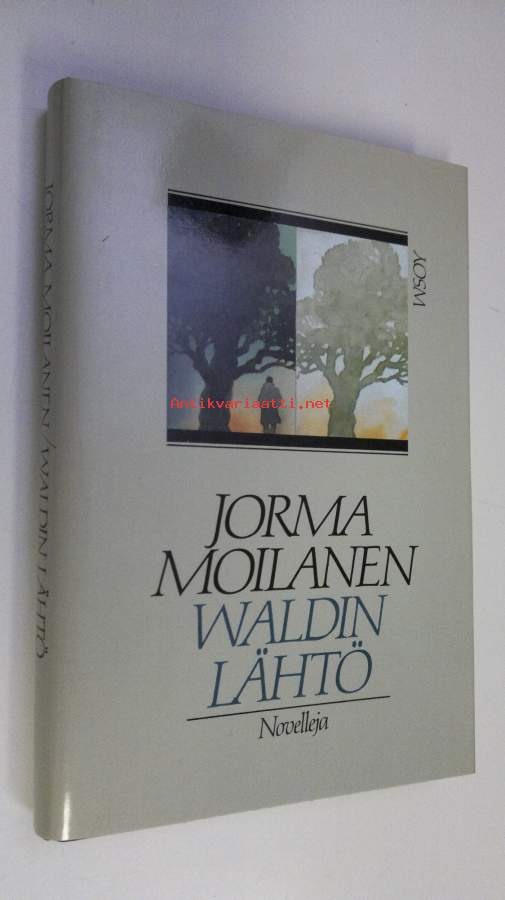 JORMA MOILANEN / WALDIN LÄHTÖ
WSOY
Antikvariaatti.net
JORMA
MOILANEN
WALDIN
LÄHTÖ
Novelleja